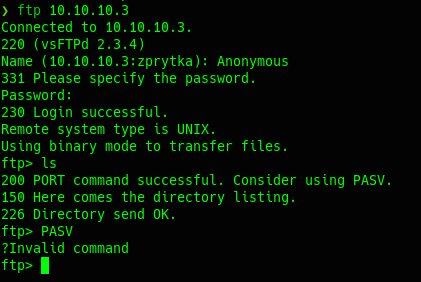 ❯ ftp 10.10.10.3
Connected to 10.10.10.3.
220 (vsFTPd 2.3.4)
Name (10.10.10.3:zprytka): Anonymous
331 Please specify the password.
Password:
230 Login successful.
Remote system type is UNIX.
Using binary mode to transfer files.
ftp> ls
200 PORT command successful. Consider using PASV.
150 Here comes the directory listing.
226 Directory send OK.
ftp> PASV
?Invalid command
ftp>